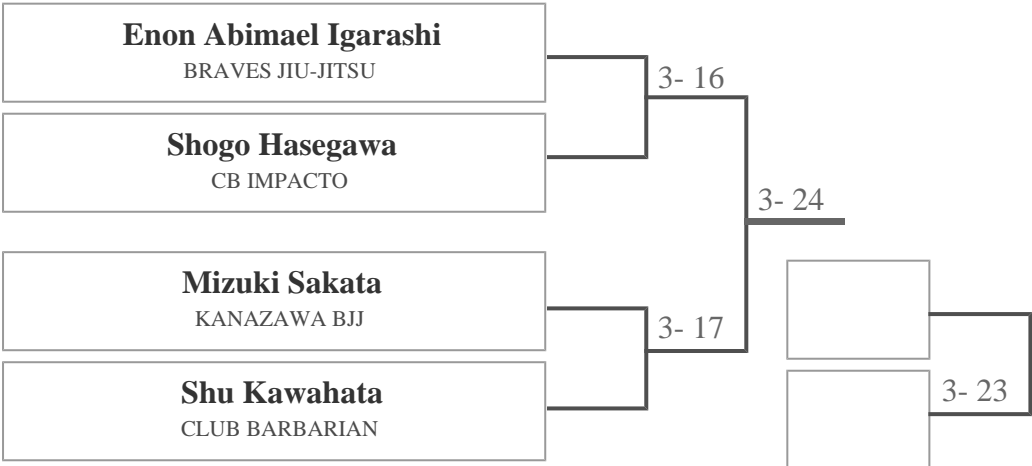 Enon Abimael Igarashi
BRAVES JIU-JITSU
3- 16
Shogo Hasegawa
CB IMPACTO
3- 24
Mizuki Sakata
KANAZAWA BJJ
3- 17
Shu Kawahata
CLUB BARBARIAN
3- 23